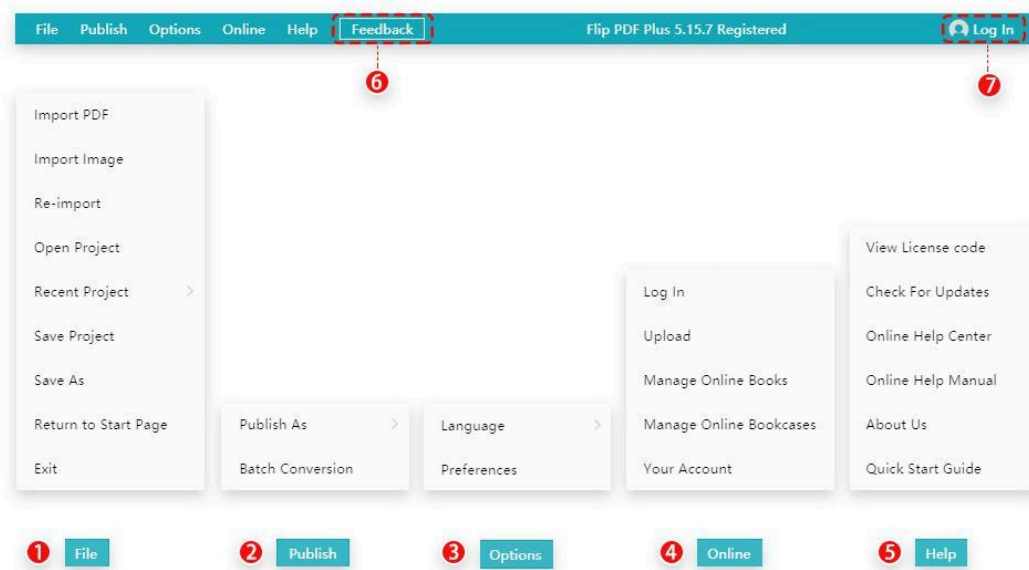 File Publish Options Online Help Feedback Flip PDF Plus 5.15.7 Registered Log In
6 7
Import PDF
Import Image
Re-import
Open Project
Recent Project
Save Project
Save As
Return to Start Page
Exit
Publish As
Batch Conversion
Language
Preferences
Log In
Upload
Manage Online Books
Manage Online Bookcases
Your Account
View License code
Check For Updates
Online Help Center
Online Help Manual
About Us
Quick Start Guide
1 File 2 Publish 3 Options 4 Online 5 Help